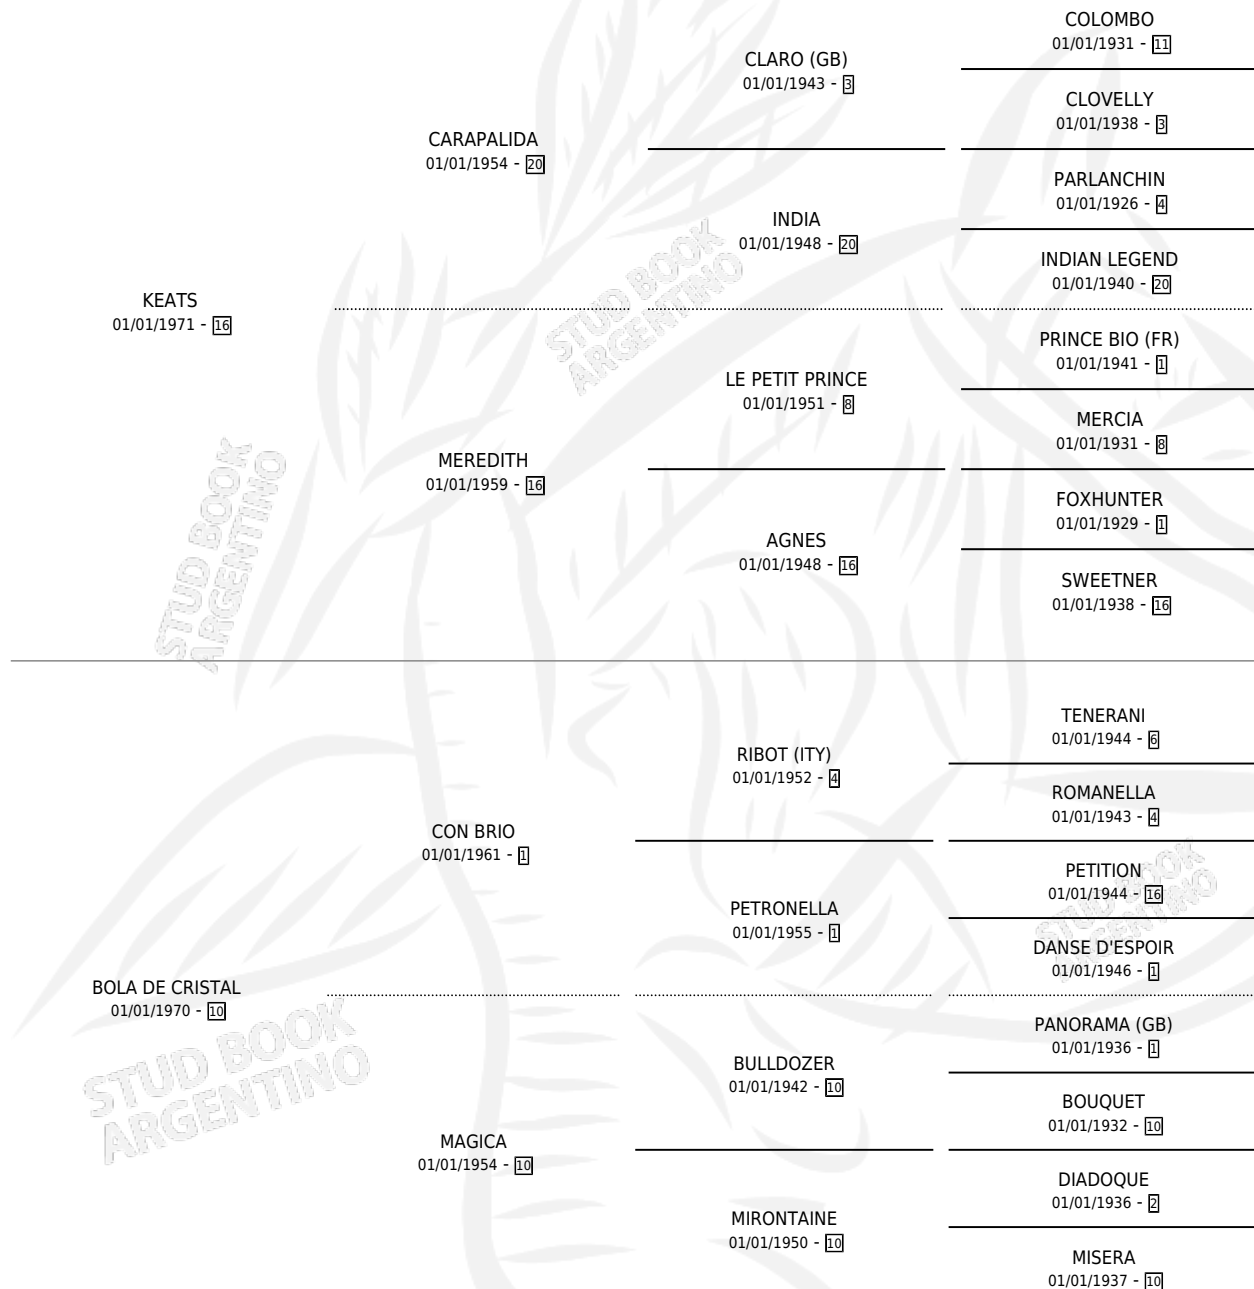 COLOMBO
01/01/1931 - 11
CLARO (GB)
01/01/1943 - 3
CLOVELLY
01/01/1938 - 3
CARAPALIDA
01/01/1954 - 20
PARLANCHIN
01/01/1926 - 4
INDIA
01/01/1948 - 20
INDIAN LEGEND
01/01/1940 - 20
KEATS
01/01/1971 - 16
PRINCE BIO (FR)
01/01/1941 - 1
LE PETIT PRINCE
01/01/1951 - 8
MERCIA
01/01/1931 - 8
MEREDITH
01/01/1959 - 16
FOXHUNTER
01/01/1929 - 1
AGNES
01/01/1948 - 16
SWEETNER
01/01/1938 - 16
STUD BOOK
ARGENTINO
STUD BOOK
ARGENTINO
TENERANI
01/01/1944 - 6
RIBOT (ITY)
01/01/1952 - 4
ROMANELLA
01/01/1943 - 4
CON BRIO
01/01/1961 - 1
PETITION
01/01/1944 - 16
PETRONELLA
01/01/1955 - 1
DANSE D'ESPOIR
01/01/1946 - 1
BOLA DE CRISTAL
01/01/1970 - 10
PANORAMA (GB)
01/01/1936 - 1
BULLDOZER
01/01/1942 - 10
BOUQUET
01/01/1932 - 10
MAGICA
01/01/1954 - 10
DIADOQUE
01/01/1936 - 2
MIRONTAINE
01/01/1950 - 10
MISERA
01/01/1937 - 10
STUD BOOK
ARGENTINO
STUD BOOK
ARGENTINO